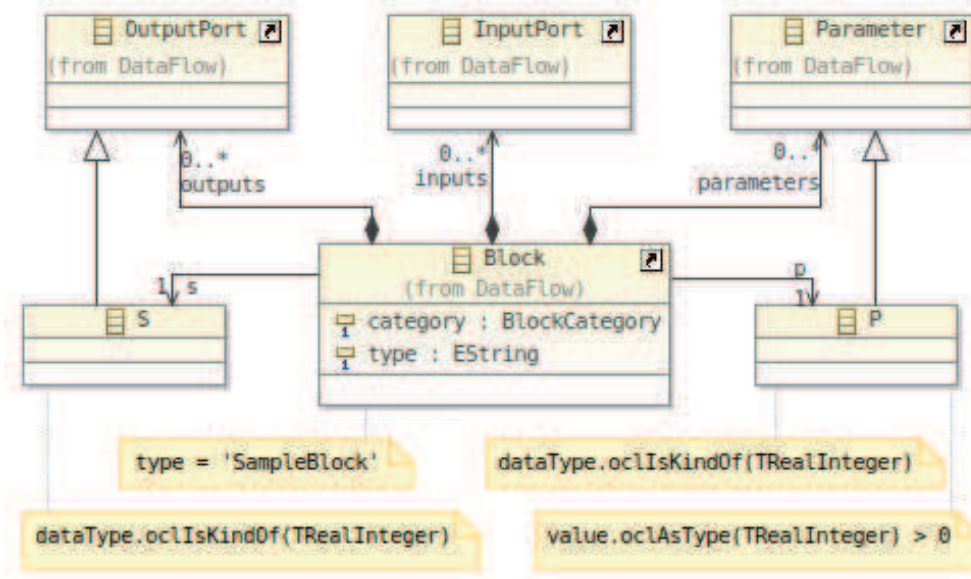 OutputPort
(from DataFlow)
InputPort
(from DataFlow)
Parameter
(from DataFlow)
0..*
outputs
0..*
inputs
0..*
parameters
Block
(from DataFlow)
category : BlockCategory
type : EString
1 s
S
p
1
P
type = 'SampleBlock'
dataType.oclIsKindOf(TRealInteger)
dataType.oclIsKindOf(TRealInteger)
value.oclAsType(TRealInteger) > 0